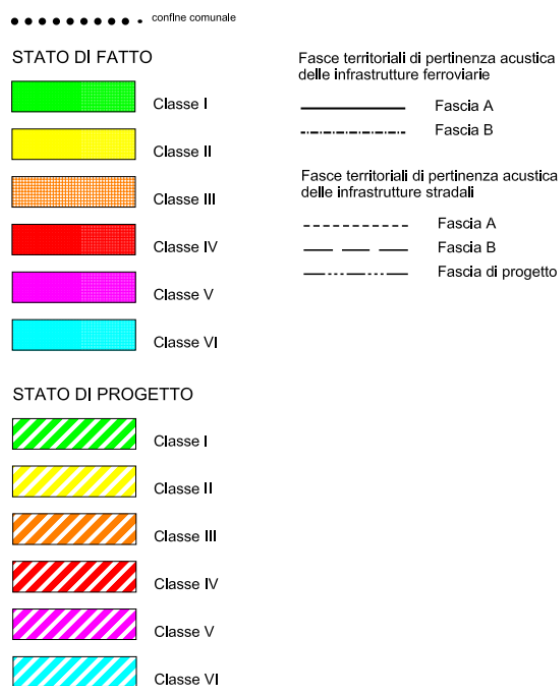 confine comunale
STATO DI FATTO
Classe I
Classe II
Classe III
Classe IV
Classe V
Classe VI
STATO DI PROGETTO
Classe I
Classe II
Classe III
Classe IV
Classe V
Classe VI
Fasce territoriali di pertinenza acustica
delle infrastrutture ferroviarie
Fascia A
Fascia B
Fasce territoriali di pertinenza acustica
delle infrastrutture stradali
Fascia A
Fascia B
Fascia di progetto